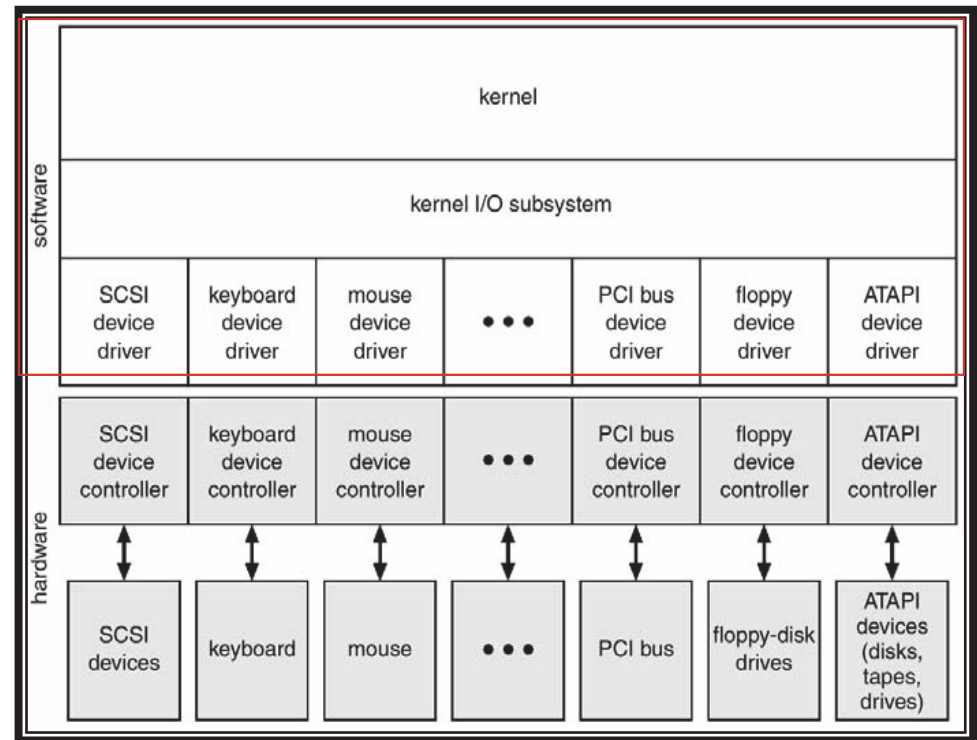 software
kernel
kernel I/O subsystem
SCSI
device
driver
keyboard
device
driver
mouse
device
driver
PCI bus
device
driver
floppy
device
driver
ATAPI
device
driver
hardware
SCSI
device
controller
keyboard
device
controller
mouse
device
controller
PCI bus
device
controller
floppy
device
controller
ATAPI
device
controller
SCSI
devices
keyboard
mouse
PCI bus
floppy-disk
drives
ATAPI
devices
(disks,
tapes,
drives)